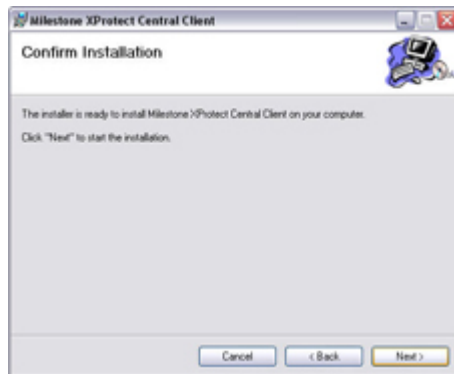 Milestone XProtect Central Client
Confirm Installation
The installer is ready to install Milestone XProtect Central Client on your computer.
Click "Next" to start the installation.
Cancel
< Back
Next >